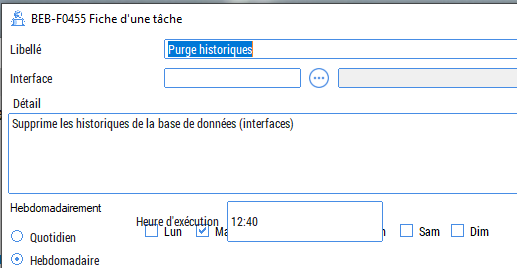 BEB-F0455 Fiche d'une tâche
Libellé Purge historiques
Interface
Détail
Supprime les historiques de la base de données (interfaces)
Hebdomadairement
Heure d'exécution 12:40
Lun Sam Dim
Quotidien
Hebdomadaire